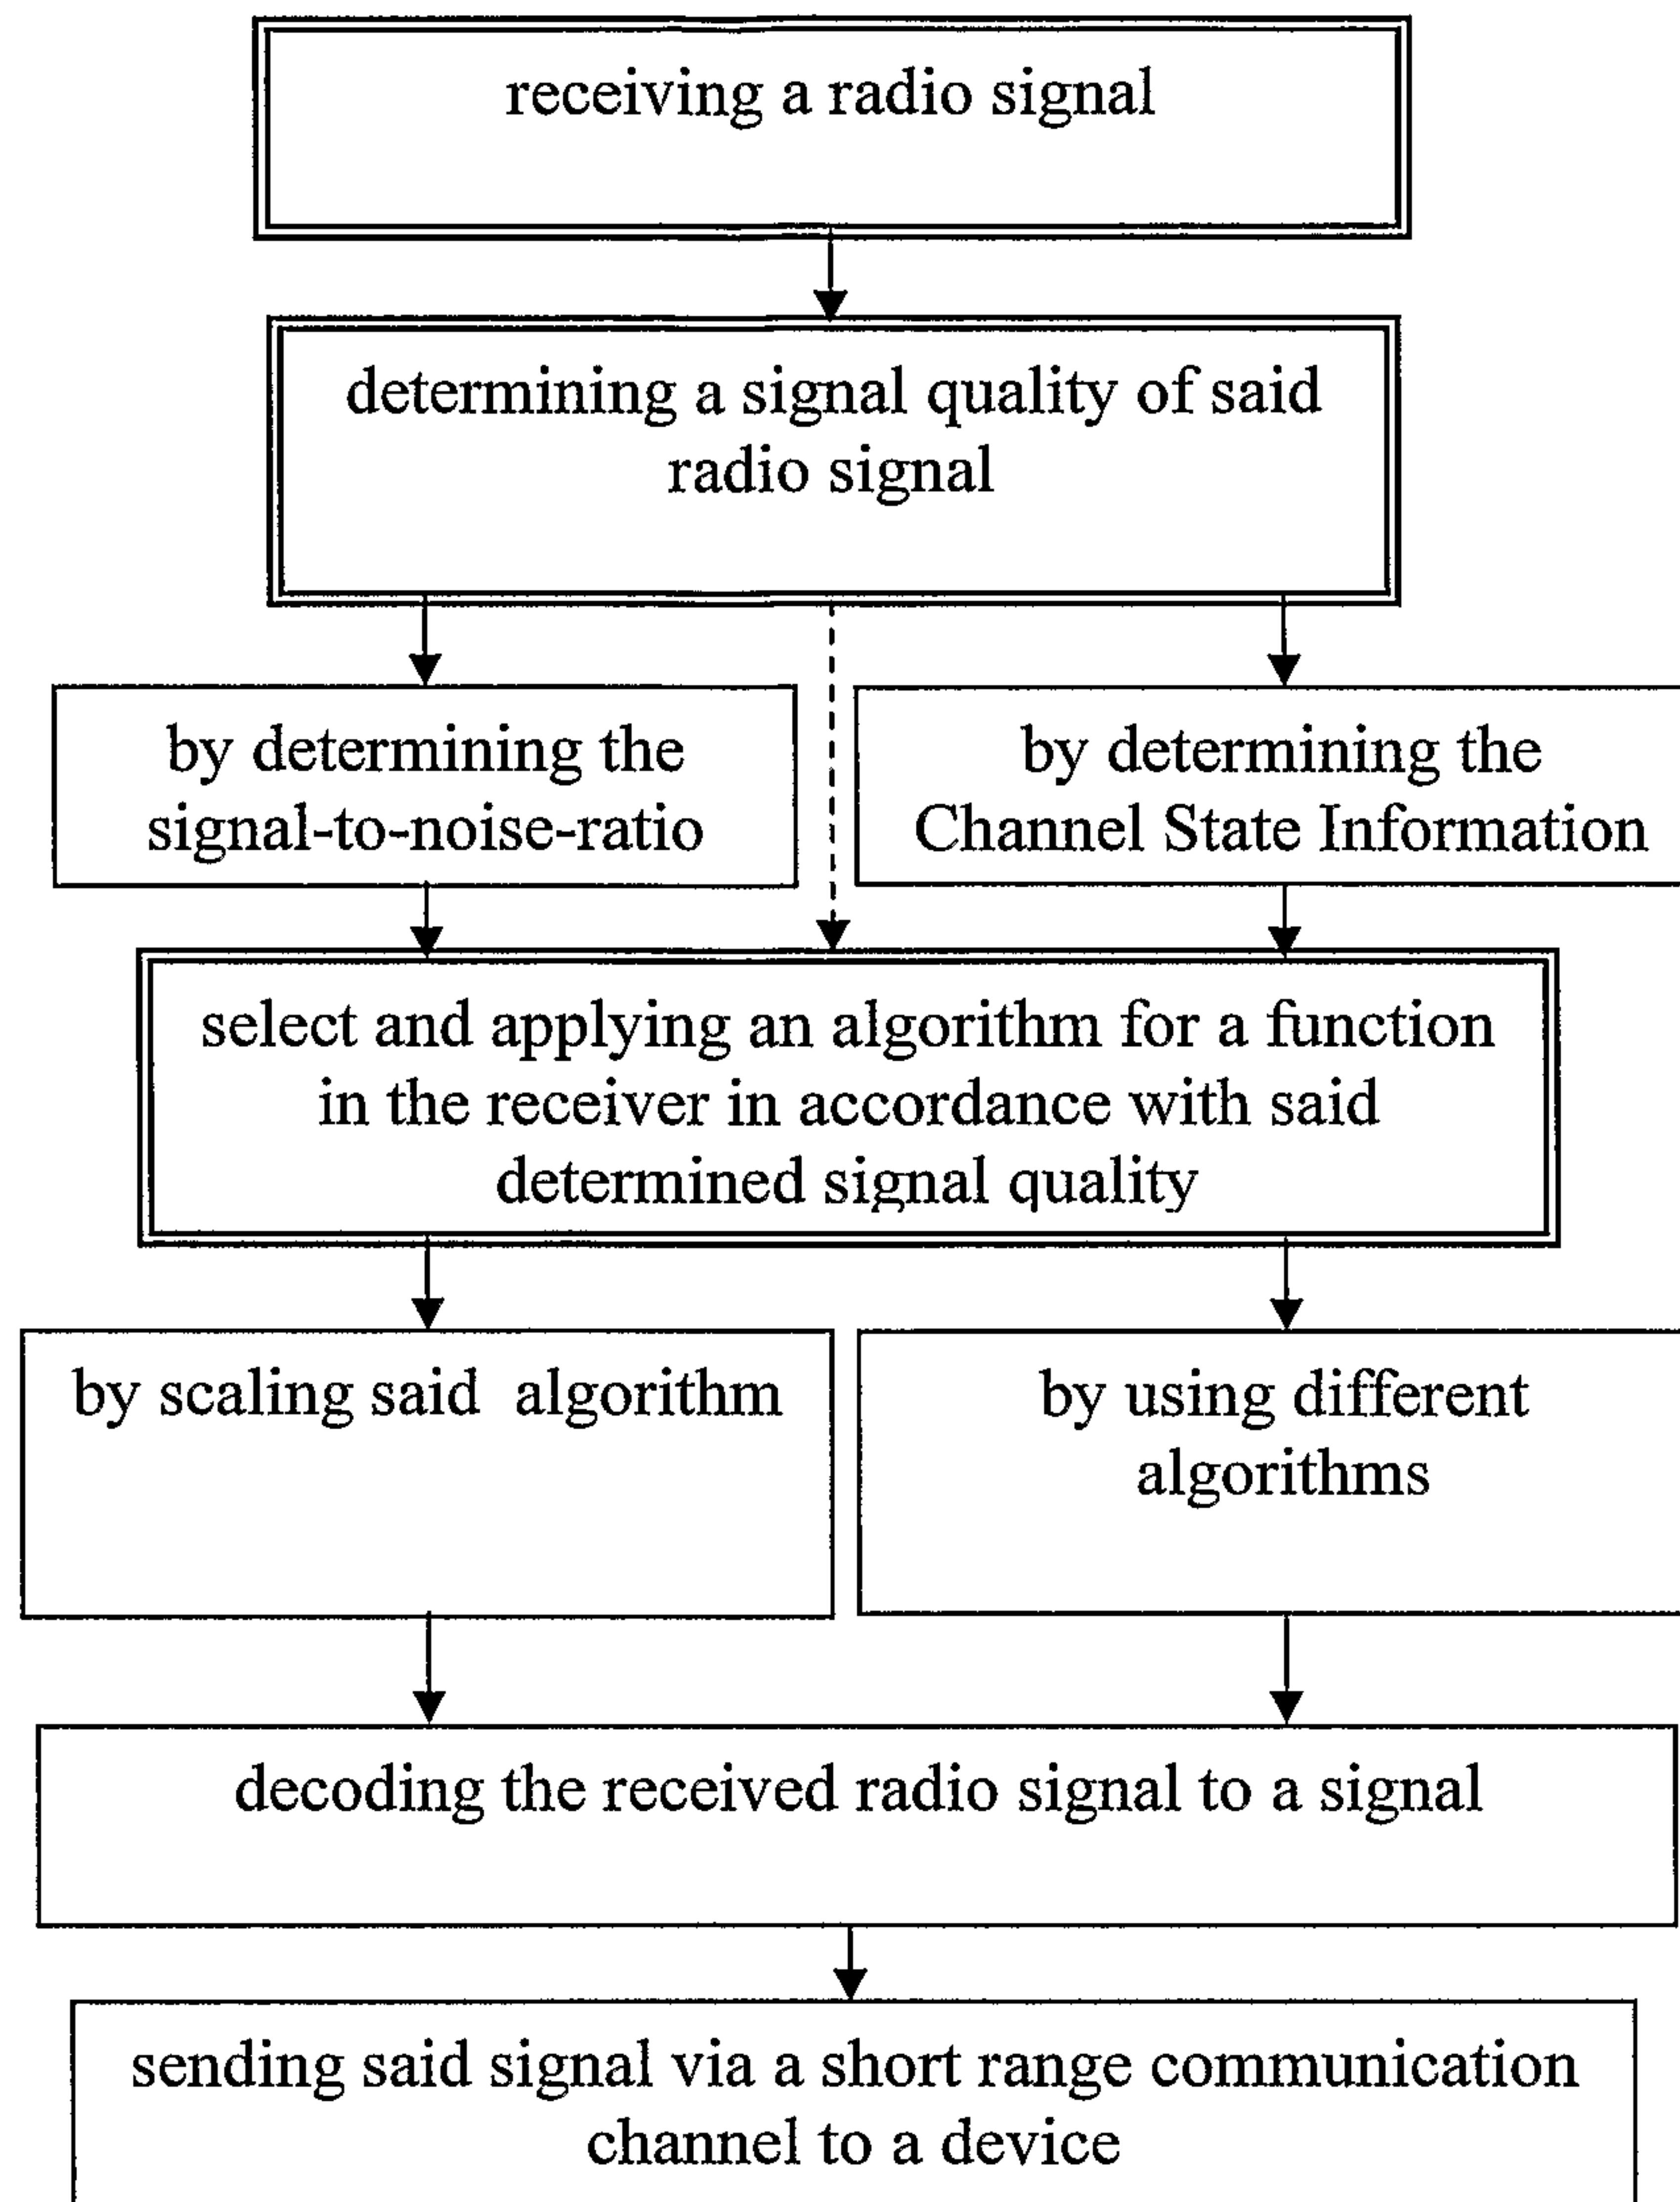 receiving a radio signal
determining a signal quality of said
radio signal
by determining the
signal-to-noise-ratio
by determining the
Channel State Information
select and applying an algorithm for a function
in the receiver in accordance with said
determined signal quality
by scaling said algorithm
by using different
algorithms
decoding the received radio signal to a signal
sending said signal via a short range communication
channel to a device